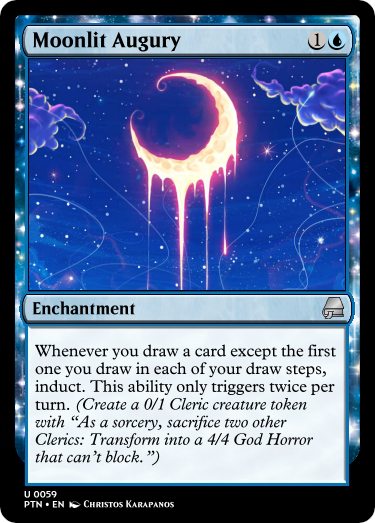 Moonlit Augury 1
Enchantment
Whenever you draw a card except the first
one you draw in each of your draw steps,
induct. This ability only triggers twice per
turn. (Create a 0/1 Cleric creature token
with “As a sorcery, sacrifice two other
Clerics: Transform into a 4/4 God Horror
that can’t block.”)
U 0059
PTN • EN Christos Karapanos